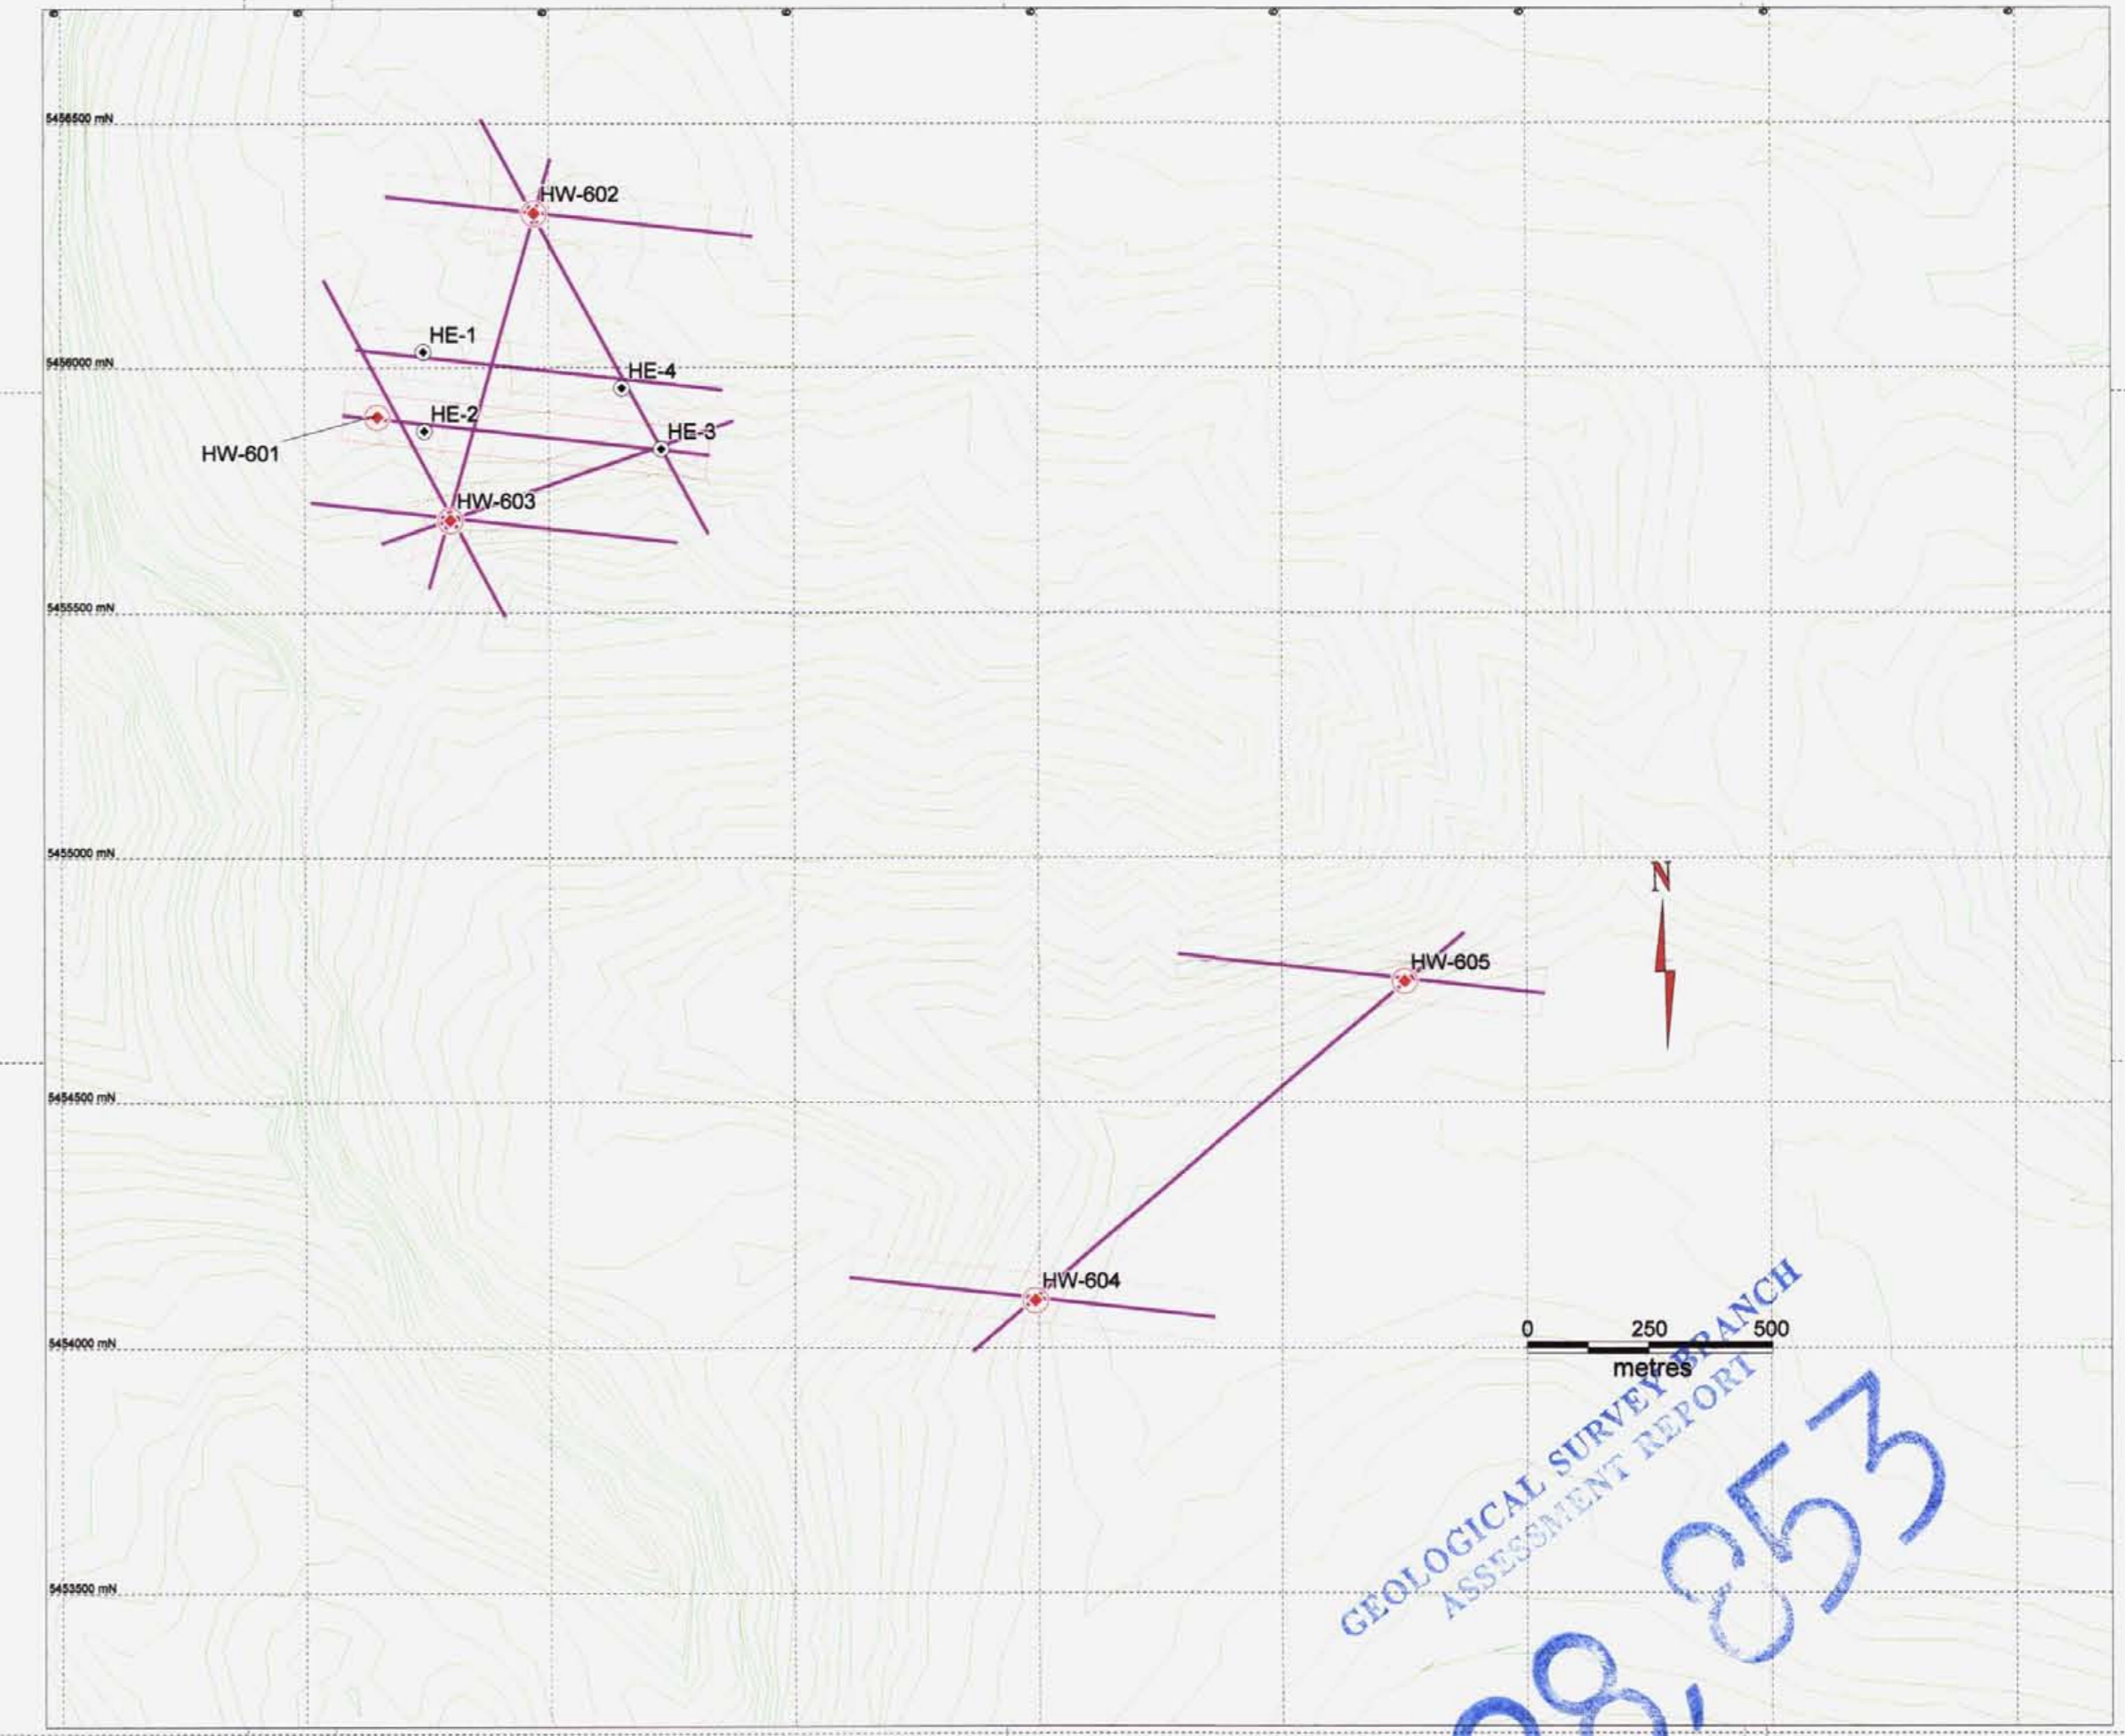 5456500 mN
HW-602
HE-1
5456000 mN
HE-4
HE-2
HE-3
HW-601
HW-603
5455500 mN
5455000 mN
N
HW-605
5454500 mN
HW-604
5454000 mN
0 250 500
metres
GEOLOGICAL SURVEY BRANCH
ASSESSMENT REPORT
5453500 mN
28,853